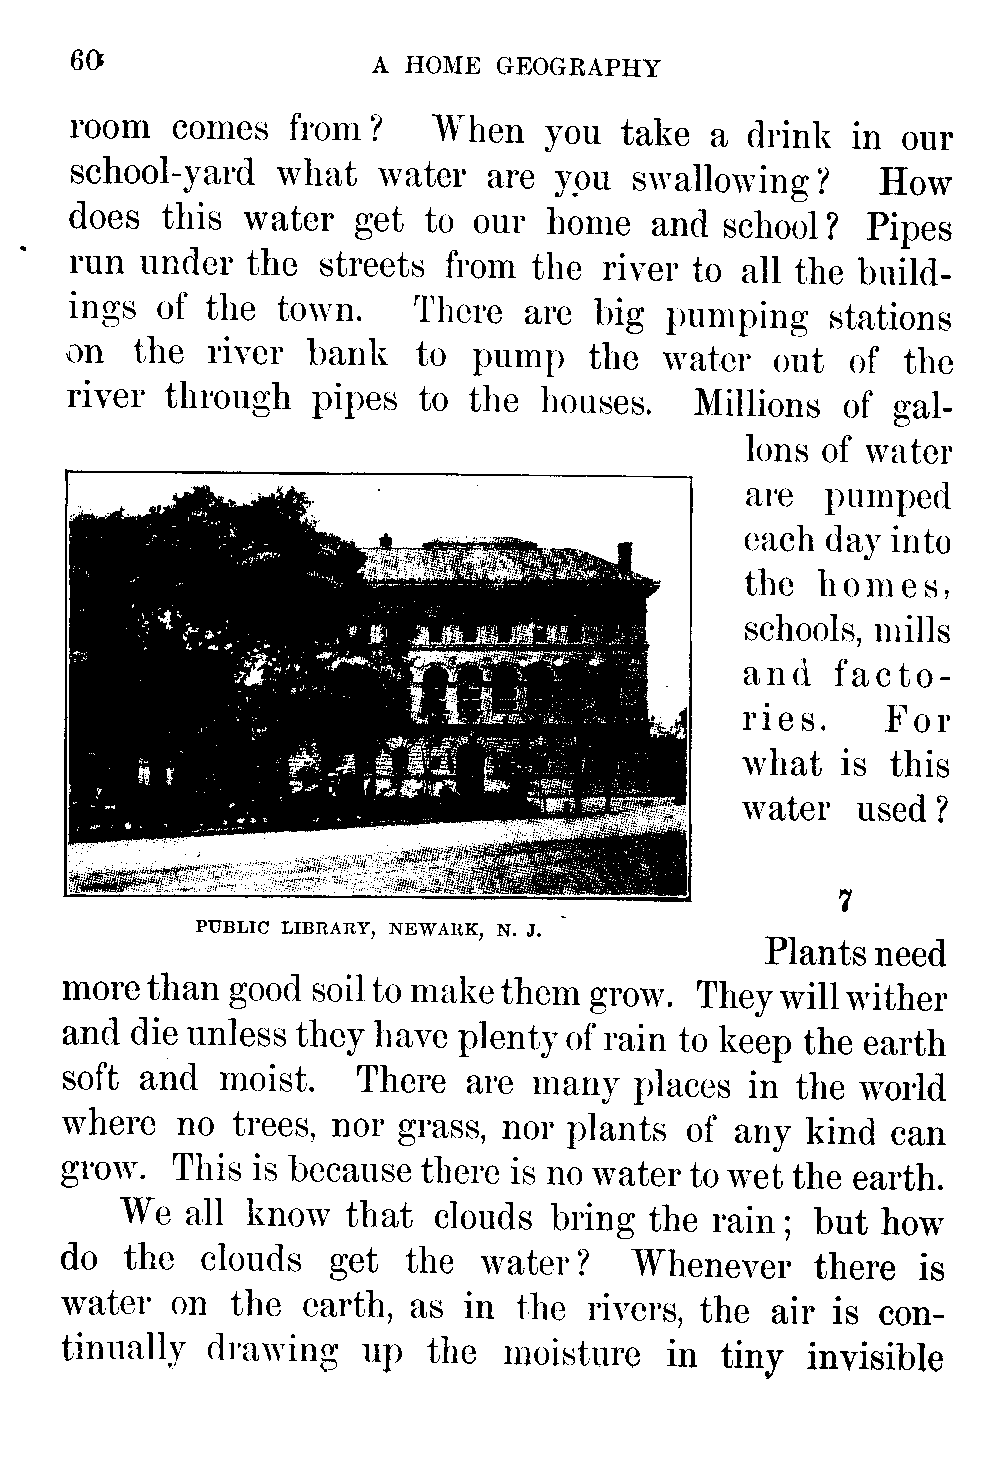 60
A HOME GEOGRAPHY
room comes from? When you take a drink in our
school-yard what water are you swallowing? How
does this water get to our home and school? Pipes
run under the streets from the river to all the build-
ings of the town. There are big pumping stations
on the river bank to pump the water out of the
river through pipes to the houses. Millions of gal-
lons of water
are pumped
each day into
the homes,
schools, mills
and facto-
ries. For
what is this
water used?
PUBLIC LIBRARY, NEWARK, N. J.
7
Plants need
more than good soil to make them grow. They will wither
and die unless they have plenty of rain to keep the earth
soft and moist. There are many places in the world
where no trees, nor grass, nor plants of any kind can
grow. This is because there is no water to wet the earth.
We all know that clouds bring the rain; but how
do the clouds get the water? Whenever there is
water on the earth, as in the rivers, the air is con-
tinually drawing up the moisture in tiny invisible